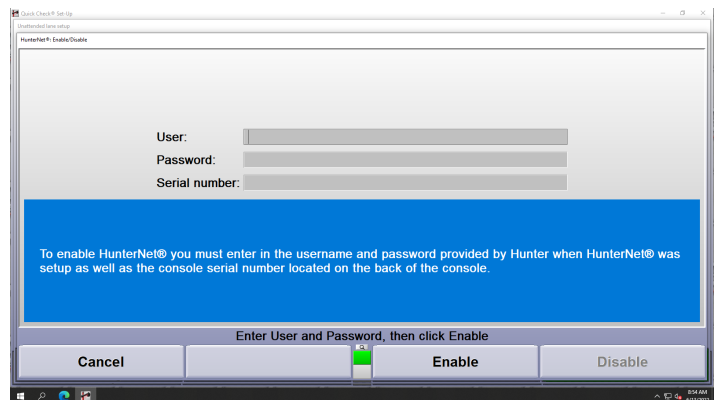 Quick Check® Set-Up
Unattended lane setup
HunterNet®: Enable/Disable
User:
Password:
Serial number:
To enable HunterNet® you must enter in the username and password provided by Hunter when HunterNet® was
setup as well as the console serial number located on the back of the console.
Enter User and Password, then click Enable
Cancel
Enable
Disable
8:54 AM